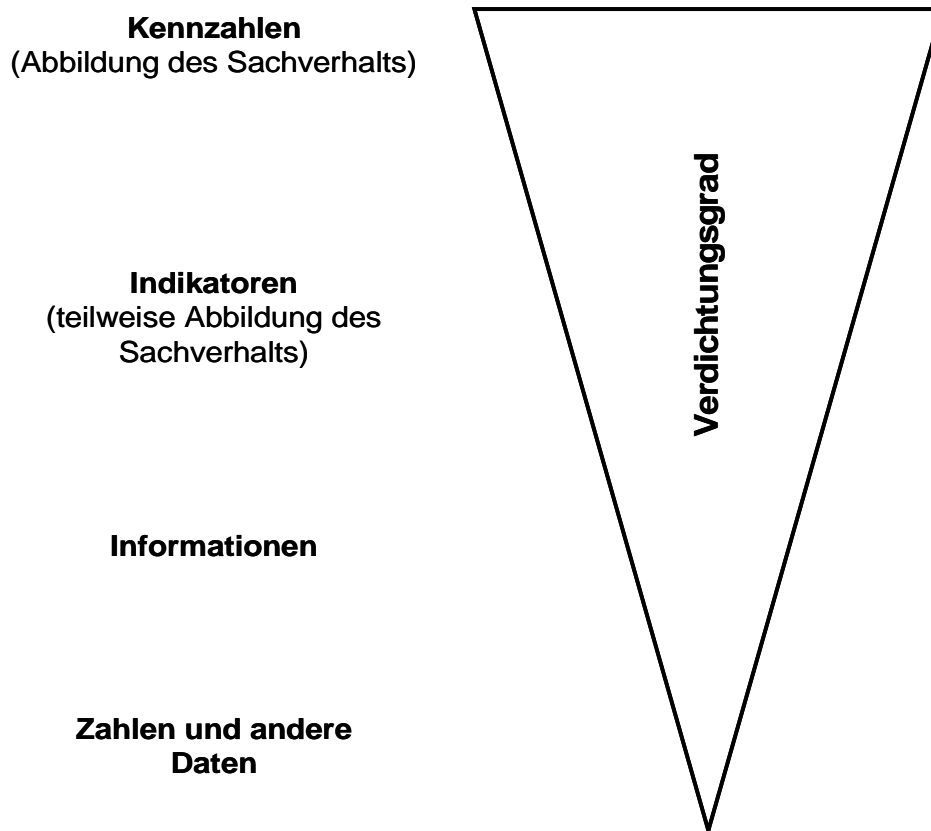 Kennzahlen
(Abbildung des Sachverhalts)
Verdichtungsgrad
Indikatoren
(teilweise Abbildung des
Sachverhalts)
Informationen
Zahlen und andere
Daten